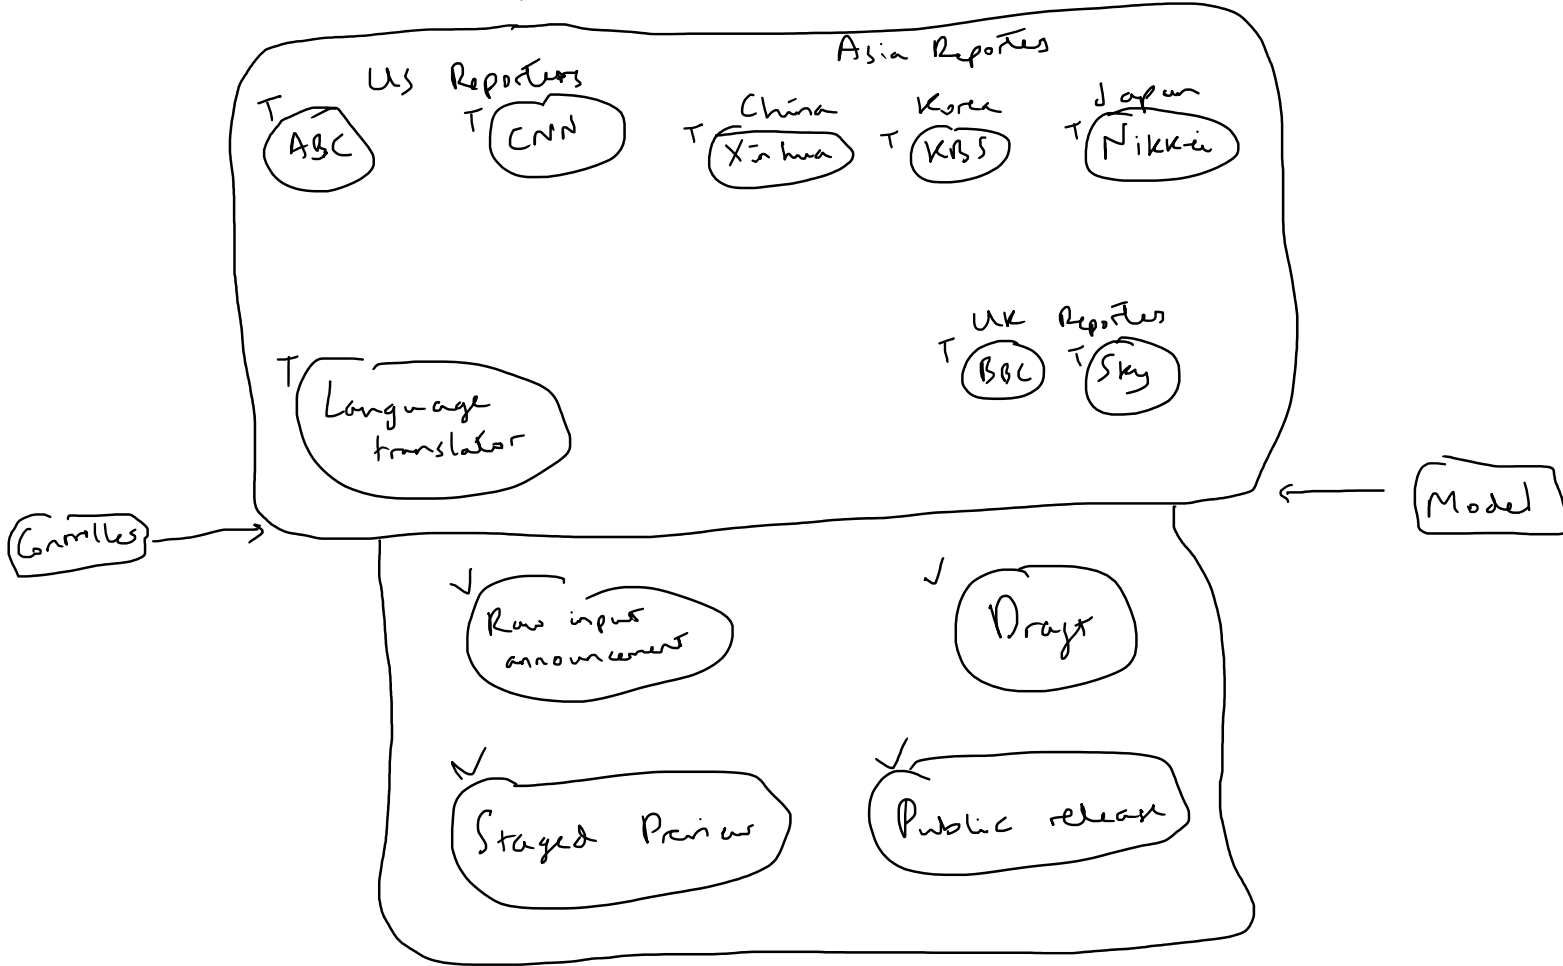 US Reporters
Asia Reporters
T
ABC
T
CNN
China
T
Xinhua
Korea
T
KBS
Japan
T
Nikkei
UK Reporters
T
BBC
T
Sky
T
Language
translator
Controller
Model
Raw input
announcement
Draft
Staged Preview
Public release